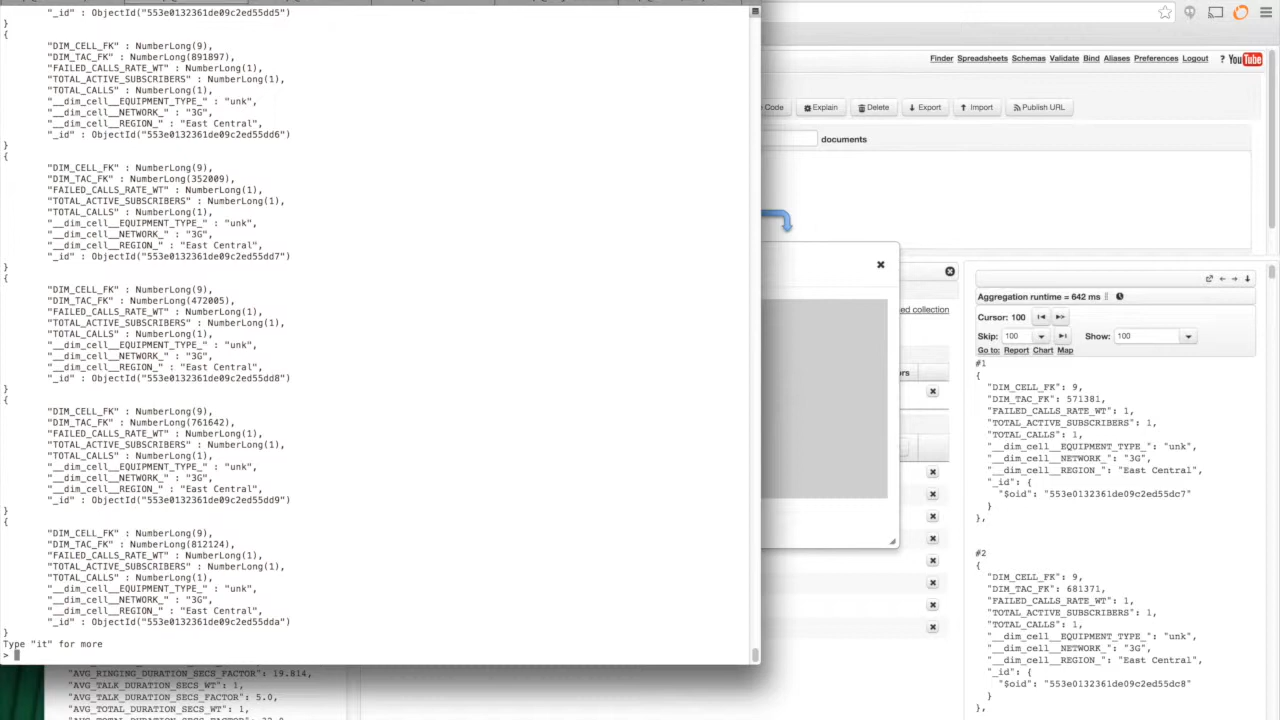 "_id" : ObjectId("553e0132361de09c2ed55dd5")
}
{
"DIM_CELL_FK" : NumberLong(9),
"DIM_TAC_FK" : NumberLong(891897),
"FAILED_CALLS_RATE_WT" : NumberLong(1),
"TOTAL_ACTIVE_SUBSCRIBERS" : NumberLong(1),
"TOTAL_CALLS" : NumberLong(1),
"__dim_cell__EQUIPMENT_TYPE_" : "unk",
"__dim_cell__NETWORK_" : "3G",
"__dim_cell__REGION_" : "East Central",
"_id" : ObjectId("553e0132361de09c2ed55dd6")
}
{
"DIM_CELL_FK" : NumberLong(9),
"DIM_TAC_FK" : NumberLong(352009),
"FAILED_CALLS_RATE_WT" : NumberLong(1),
"TOTAL_ACTIVE_SUBSCRIBERS" : NumberLong(1),
"TOTAL_CALLS" : NumberLong(1),
"__dim_cell__EQUIPMENT_TYPE_" : "unk",
"__dim_cell__NETWORK_" : "3G",
"__dim_cell__REGION_" : "East Central",
"_id" : ObjectId("553e0132361de09c2ed55dd7")
}
{
"DIM_CELL_FK" : NumberLong(9),
"DIM_TAC_FK" : NumberLong(472005),
"FAILED_CALLS_RATE_WT" : NumberLong(1),
"TOTAL_ACTIVE_SUBSCRIBERS" : NumberLong(1),
"TOTAL_CALLS" : NumberLong(1),
"__dim_cell__EQUIPMENT_TYPE_" : "unk",
"__dim_cell__NETWORK_" : "3G",
"__dim_cell__REGION_" : "East Central",
"_id" : ObjectId("553e0132361de09c2ed55dd8")
}
{
"DIM_CELL_FK" : NumberLong(9),
"DIM_TAC_FK" : NumberLong(761642),
"FAILED_CALLS_RATE_WT" : NumberLong(1),
"TOTAL_ACTIVE_SUBSCRIBERS" : NumberLong(1),
"TOTAL_CALLS" : NumberLong(1),
"__dim_cell__EQUIPMENT_TYPE_" : "unk",
"__dim_cell__NETWORK_" : "3G",
"__dim_cell__REGION_" : "East Central",
"_id" : ObjectId("553e0132361de09c2ed55dd9")
}
{
"DIM_CELL_FK" : NumberLong(9),
"DIM_TAC_FK" : NumberLong(812124),
"FAILED_CALLS_RATE_WT" : NumberLong(1),
"TOTAL_ACTIVE_SUBSCRIBERS" : NumberLong(1),
"TOTAL_CALLS" : NumberLong(1),
"__dim_cell__EQUIPMENT_TYPE_" : "unk",
"__dim_cell__NETWORK_" : "3G",
"__dim_cell__REGION_" : "East Central",
"_id" : ObjectId("553e0132361de09c2ed55dda")
}
Type "it" for more
>
"AVG_RINGING_DURATION_SECS_FACTOR": 19.814,
"AVG_TALK_DURATION_SECS_WT": 1,
"AVG_TALK_DURATION_SECS_FACTOR": 5.0,
"AVG_TOTAL_DURATION_SECS_WT": 1,
Finder Spreadsheets Schemas Validate Bind Aliases Preferences Logout ? YouTube
Code Explain Delete Export Import Publish URL
documents
ed collection
ors
Aggregation runtime = 642 ms
Cursor: 100
Skip: 100 Show: 100
Go to: Report Chart Map
#1
{
"DIM_CELL_FK": 9,
"DIM_TAC_FK": 571381,
"FAILED_CALLS_RATE_WT": 1,
"TOTAL_ACTIVE_SUBSCRIBERS": 1,
"TOTAL_CALLS": 1,
"__dim_cell__EQUIPMENT_TYPE_": "unk",
"__dim_cell__NETWORK_": "3G",
"__dim_cell__REGION_": "East Central",
"_id": {
"$oid": "553e0132361de09c2ed55dc7"
}
},
#2
{
"DIM_CELL_FK": 9,
"DIM_TAC_FK": 681371,
"FAILED_CALLS_RATE_WT": 1,
"TOTAL_ACTIVE_SUBSCRIBERS": 1,
"TOTAL_CALLS": 1,
"__dim_cell__EQUIPMENT_TYPE_": "unk",
"__dim_cell__NETWORK_": "3G",
"__dim_cell__REGION_": "East Central",
"_id": {
"$oid": "553e0132361de09c2ed55dc8"
}
},